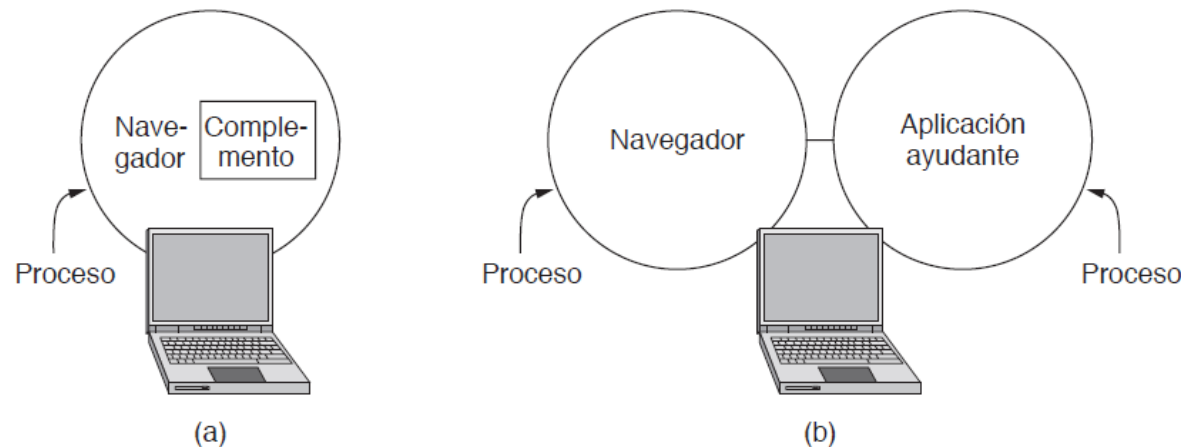 Nave-
gador
Comple-
mento
Proceso
(a)
Navegador
Aplicación
ayudante
Proceso
Proceso
(b)